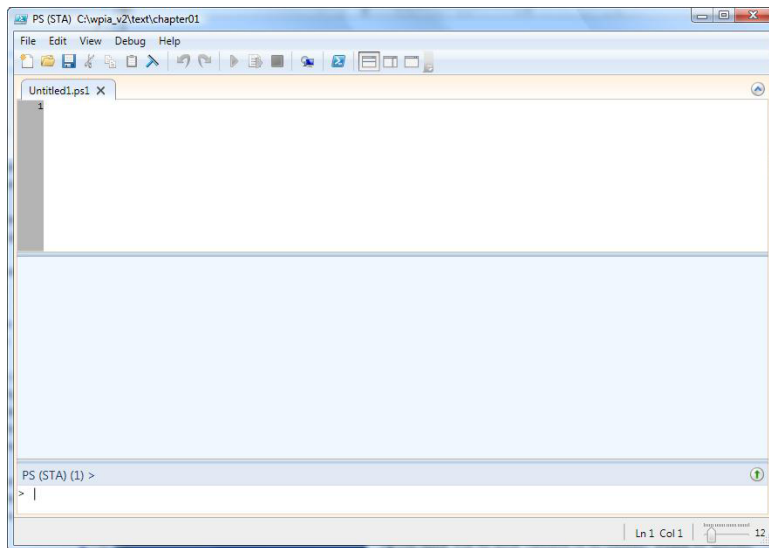 PS (STA) C:\wpia_v2\text\chapter01
File Edit View Debug Help
Untitled1.ps1
1
PS (STA) (1) >
>
Ln 1 Col 1 12